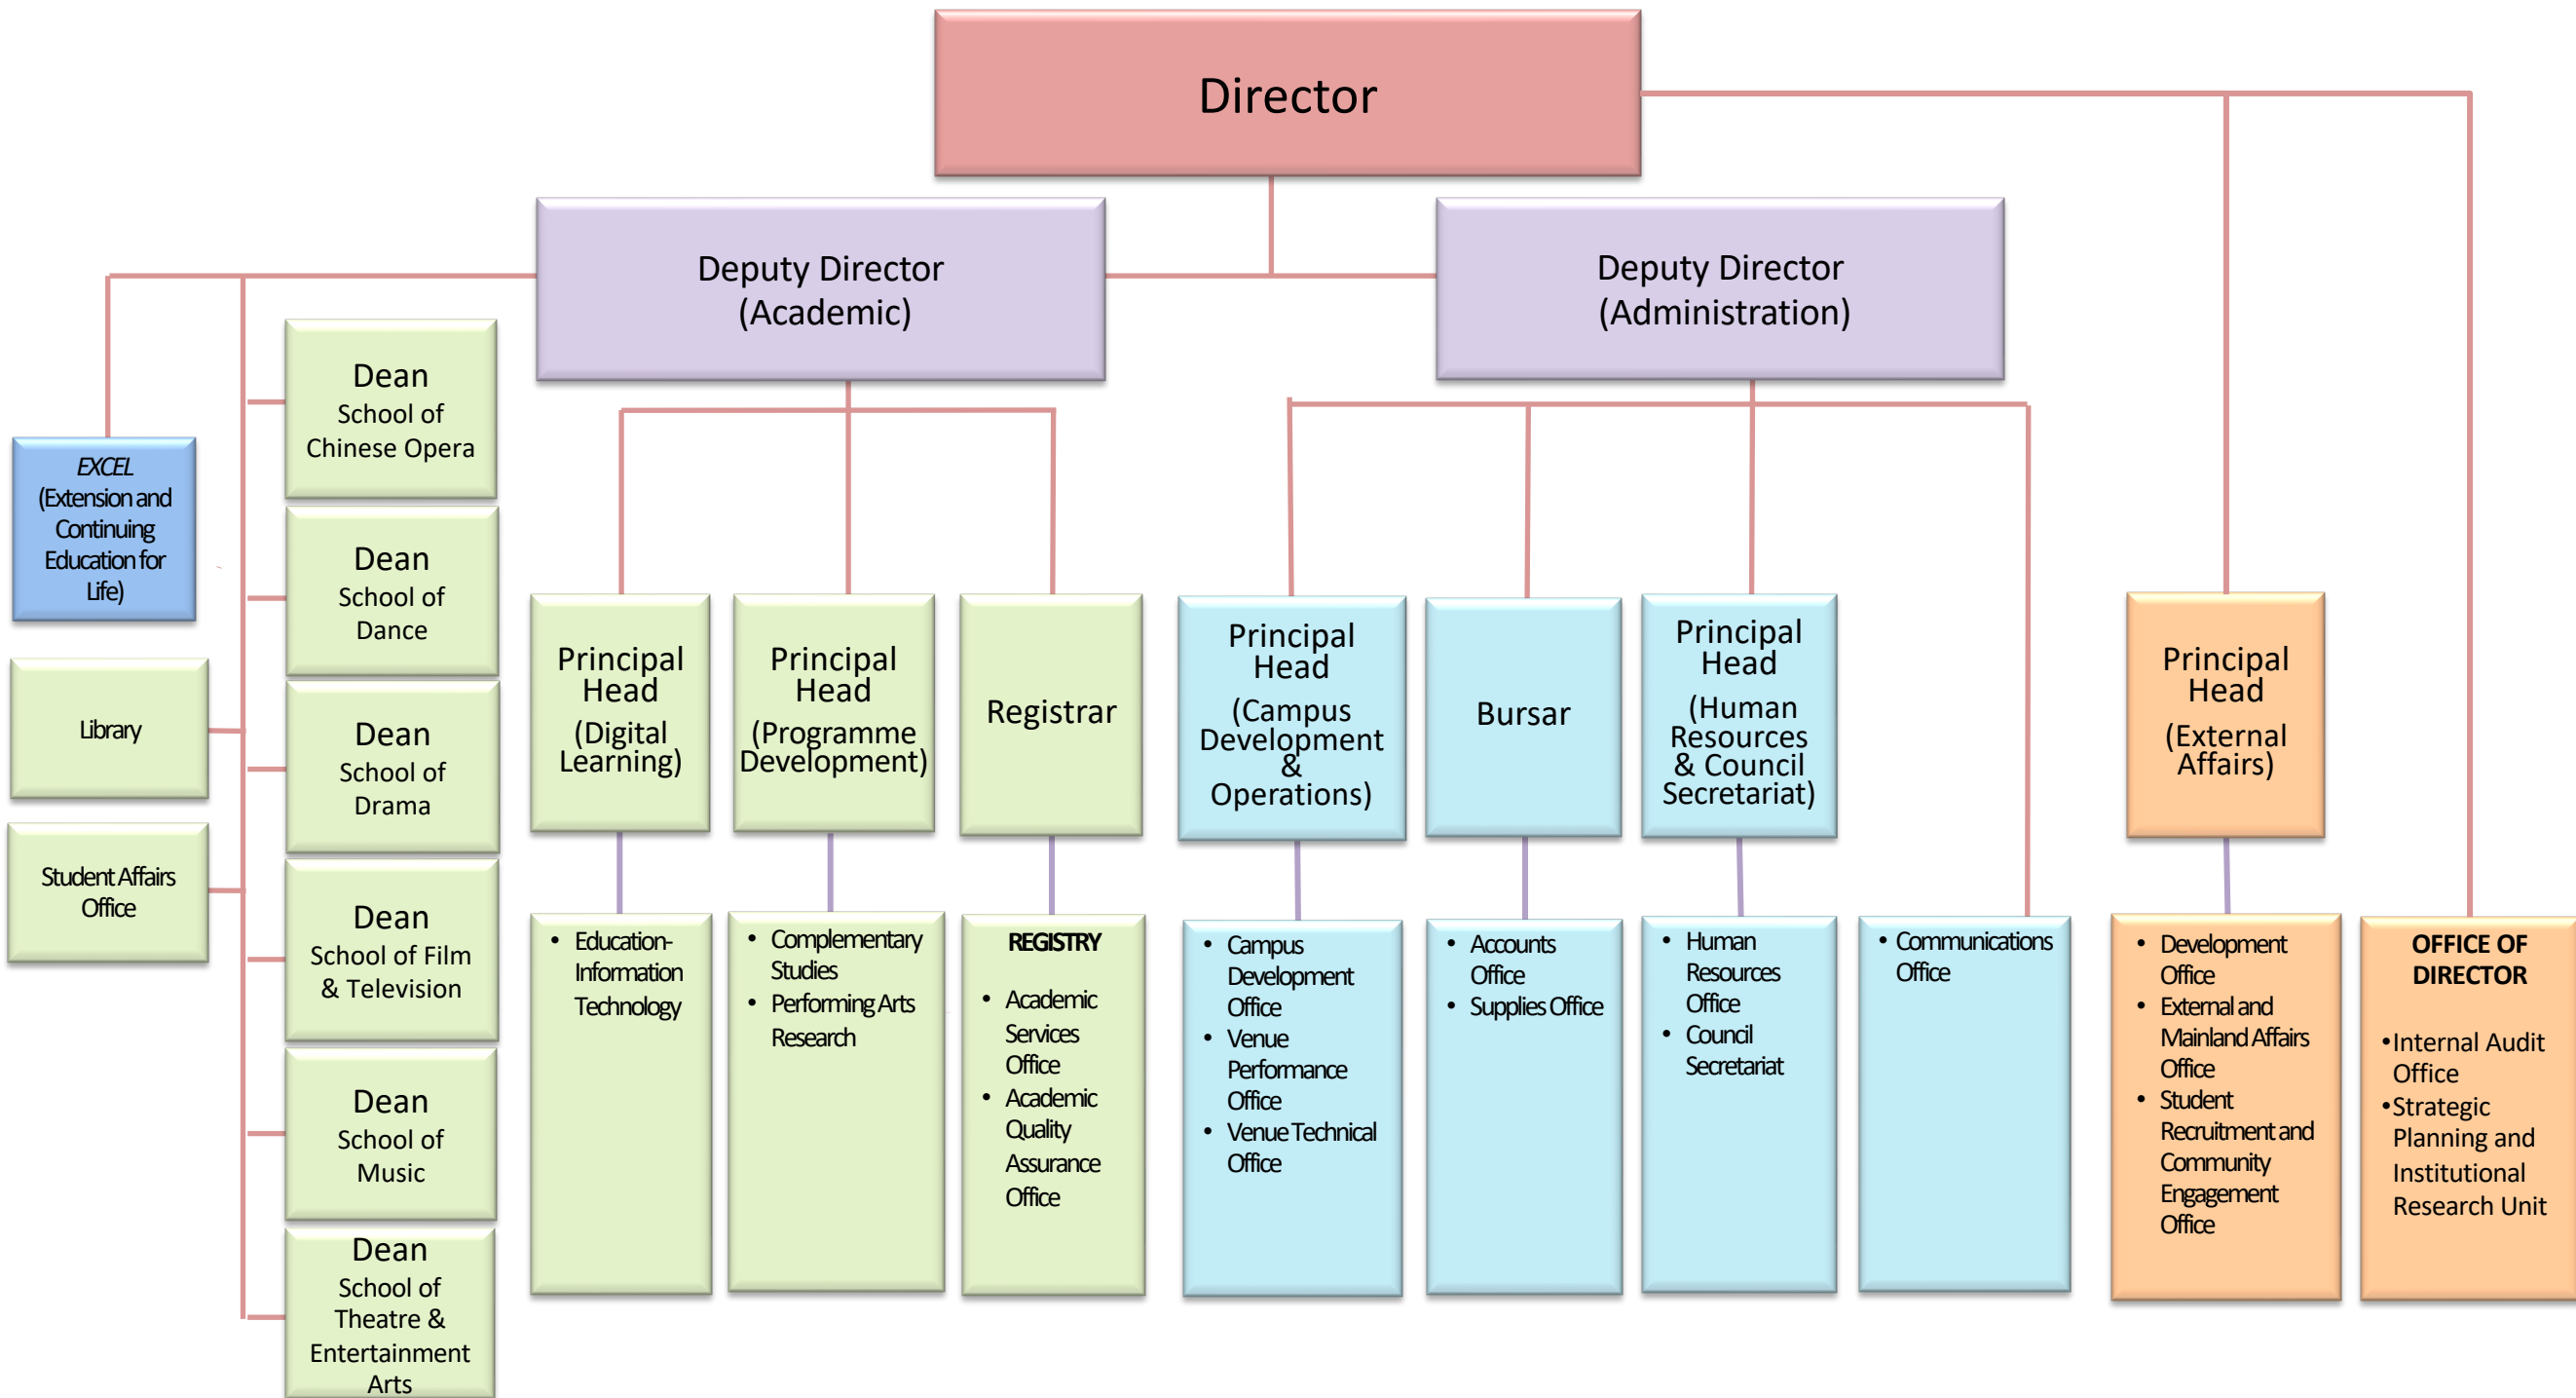 Director
Deputy Director
(Academic)
Deputy Director
(Administration)
EXCEL
(Extension and
Continuing
Education for
Life)
Library
Student Affairs
Office
Dean
School of
Chinese Opera
Dean
School of
Dance
Dean
School of
Drama
Dean
School of Film
& Television
Dean
School of
Music
Dean
School of
Theatre &
Entertainment
Arts
Principal
Head
(Digital
Learning)
Principal
Head
(Programme
Development)
Registrar
Principal
Head
(Campus
Development
&
Operations)
Bursar
Principal
Head
(Human
Resources
& Council
Secretariat)
Principal
Head
(External
Affairs)
• Education-
Information
Technology
• Complementary
Studies
• Performing Arts
Research
REGISTRY
• Academic
Services
Office
• Academic
Quality
Assurance
Office
• Campus
Development
Office
• Venue
Performance
Office
• Venue Technical
Office
• Accounts
Office
• Supplies Office
• Human
Resources
Office
• Council
Secretariat
• Communications
Office
• Development
Office
• External and
Mainland Affairs
Office
• Student
Recruitment and
Community
Engagement
Office
OFFICE OF
DIRECTOR
•Internal Audit
Office
•Strategic
Planning and
Institutional
Research Unit